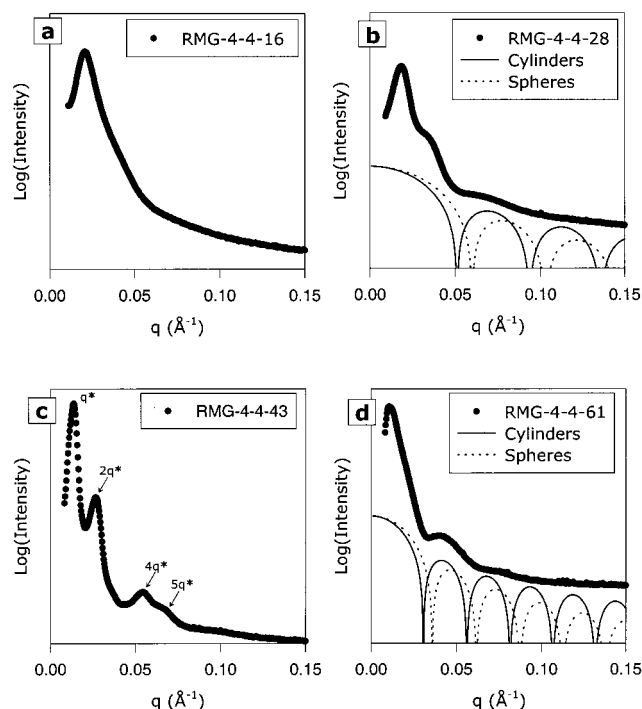 a
RMG-4-4-16
Log(Intensity)
0.00 0.05 0.10 0.15
q (Å⁻¹)
b
RMG-4-4-28
Cylinders
Spheres
Log(Intensity)
0.00 0.05 0.10 0.15
q (Å⁻¹)
c
q*
RMG-4-4-43
2q*
4q*
5q*
Log(Intensity)
0.00 0.05 0.10 0.15
q (Å⁻¹)
d
RMG-4-4-61
Cylinders
Spheres
Log(Intensity)
0.00 0.05 0.10 0.15
q (Å⁻¹)